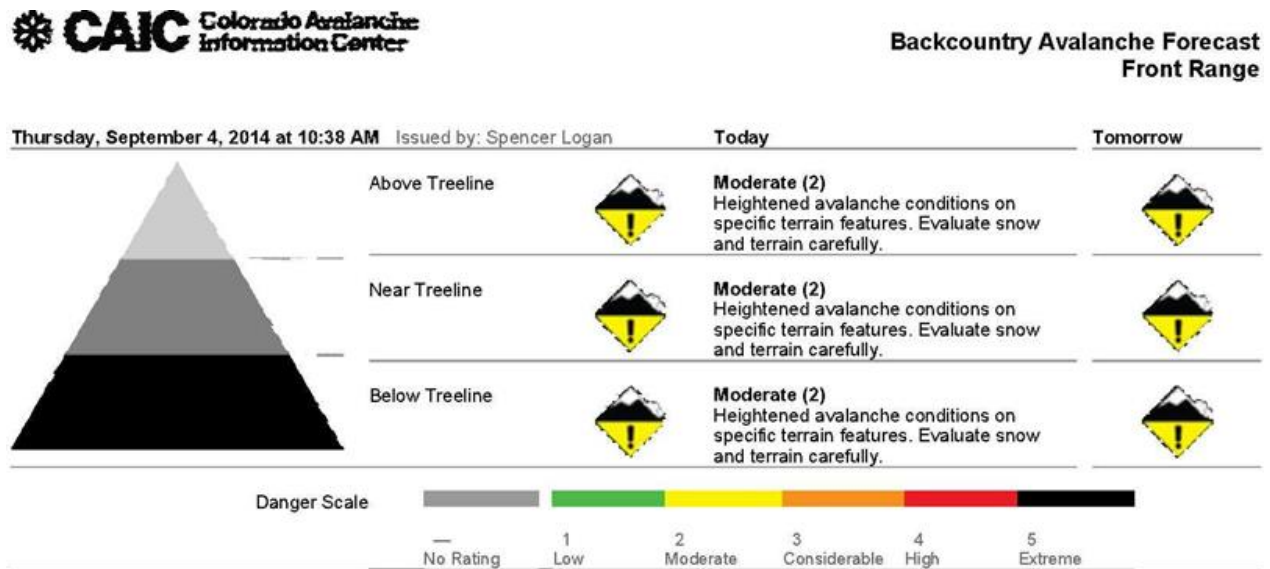 CAIC Colorado Avalanche
Information Center
Backcountry Avalanche Forecast
Front Range
Thursday, September 4, 2014 at 10:38 AM Issued by: Spencer Logan Today Tomorrow
Above Treeline
Moderate (2)
Heightened avalanche conditions on
specific terrain features. Evaluate snow
and terrain carefully.
Near Treeline
Moderate (2)
Heightened avalanche conditions on
specific terrain features. Evaluate snow
and terrain carefully.
Below Treeline
Moderate (2)
Heightened avalanche conditions on
specific terrain features. Evaluate snow
and terrain carefully.
Danger Scale
— 1 2 3 4 5
No Rating Low Moderate Considerable High Extreme